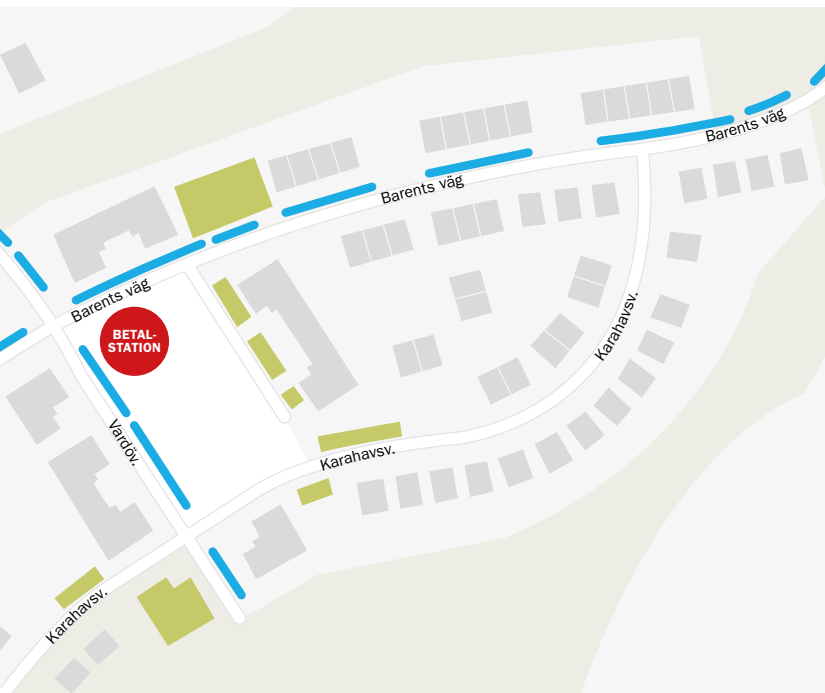 Barents väg
Barents väg
Barents väg
BETAL-
STATION
Karahavsv.
Vardöv.
Karahavsv.
Karahavsv.